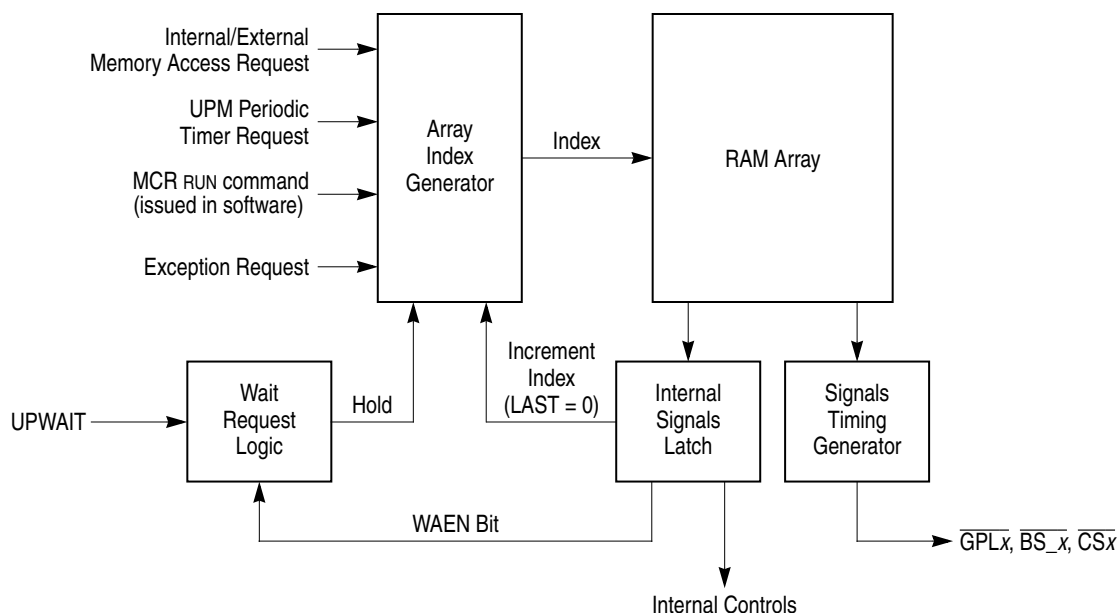 Internal/External
Memory Access Request
UPM Periodic
Timer Request
MCR RUN command
(issued in software)
Exception Request
Array
Index
Generator
Index
RAM Array
UPWAIT
Wait
Request
Logic
Hold
Increment
Index
(LAST = 0)
Internal
Signals
Latch
Signals
Timing
Generator
WAEN Bit
GPLx, BS_x, CSx
Internal Controls